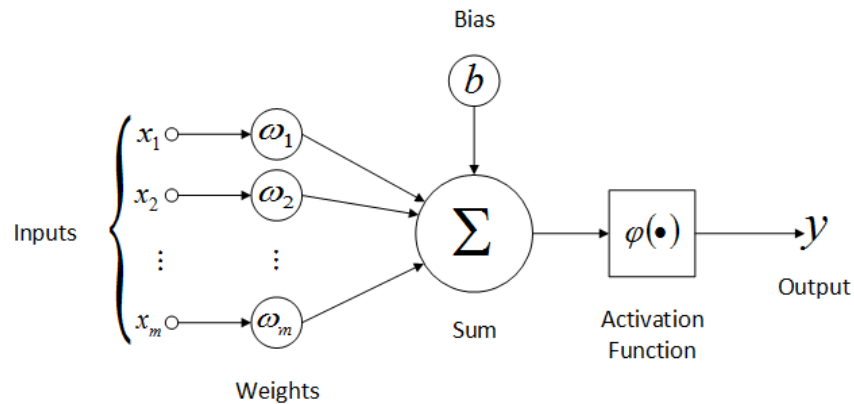 Bias
b
x₁ ω₁
x₂ ω₂
Inputs
⋮ ⋮
Σ
φ(•)
y
Output
xₘ ωₘ
Sum
Activation
Function
Weights